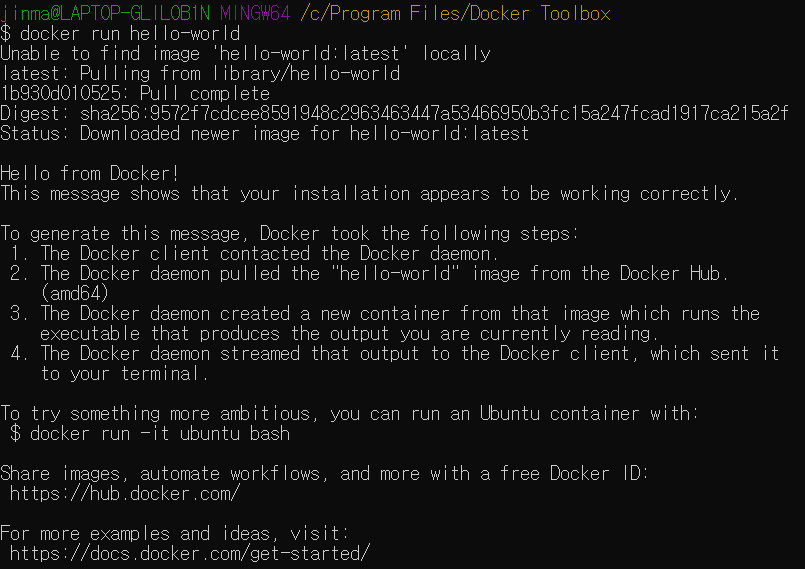 jinma@LAPTOP-GLILOB1N MINGW64 /c/Program Files/Docker Toolbox
$ docker run hello-world
Unable to find image 'hello-world:latest' locally
latest: Pulling from library/hello-world
1b930d010525: Pull complete
Digest: sha256:9572f7cdcee8591948c2963463447a53466950b3fc15a247fcad1917ca215a2f
Status: Downloaded newer image for hello-world:latest
Hello from Docker!
This message shows that your installation appears to be working correctly.
To generate this message, Docker took the following steps:
1. The Docker client contacted the Docker daemon.
2. The Docker daemon pulled the "hello-world" image from the Docker Hub.
(amd64)
3. The Docker daemon created a new container from that image which runs the
executable that produces the output you are currently reading.
4. The Docker daemon streamed that output to the Docker client, which sent it
to your terminal.
To try something more ambitious, you can run an Ubuntu container with:
$ docker run -it ubuntu bash
Share images, automate workflows, and more with a free Docker ID:
https://hub.docker.com/
For more examples and ideas, visit:
https://docs.docker.com/get-started/